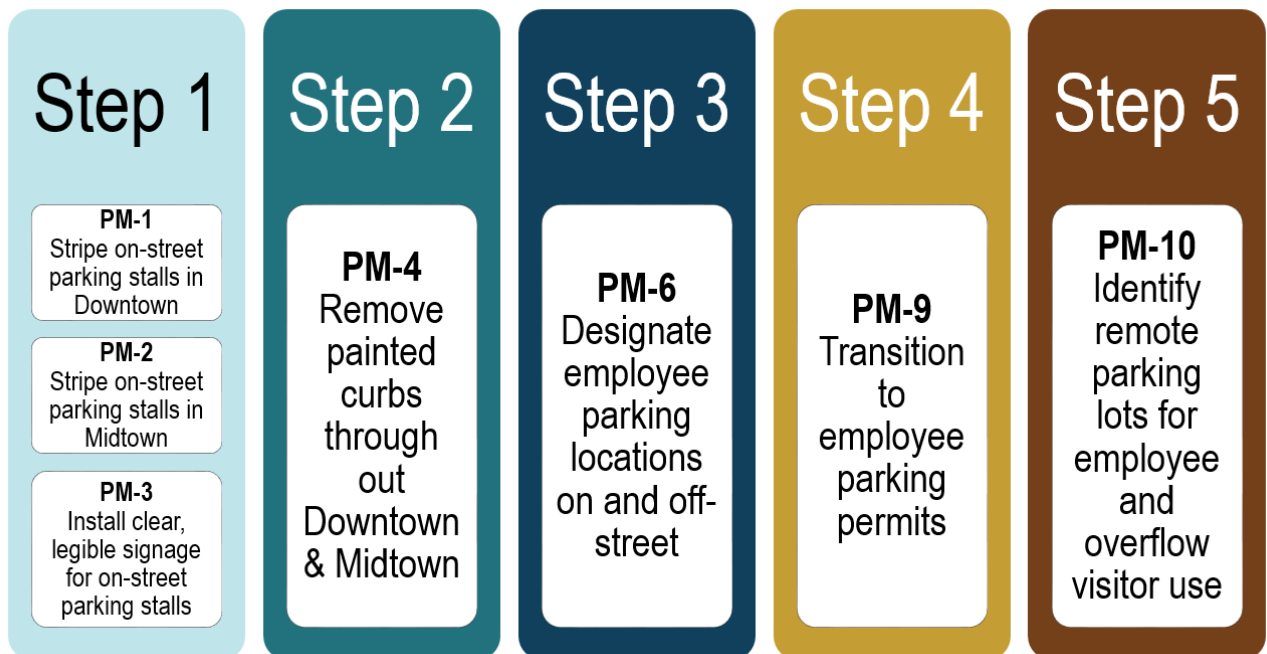 Step 1
PM-1
Stripe on-street
parking stalls in
Downtown
PM-2
Stripe on-street
parking stalls in
Midtown
PM-3
Install clear,
legible signage
for on-street
parking stalls
Step 2
PM-4
Remove
painted
curbs
through
out
Downtown
& Midtown
Step 3
PM-6
Designate
employee
parking
locations
on and off-
street
Step 4
PM-9
Transition
to
employee
parking
permits
Step 5
PM-10
Identify
remote
parking
lots for
employee
and
overflow
visitor use